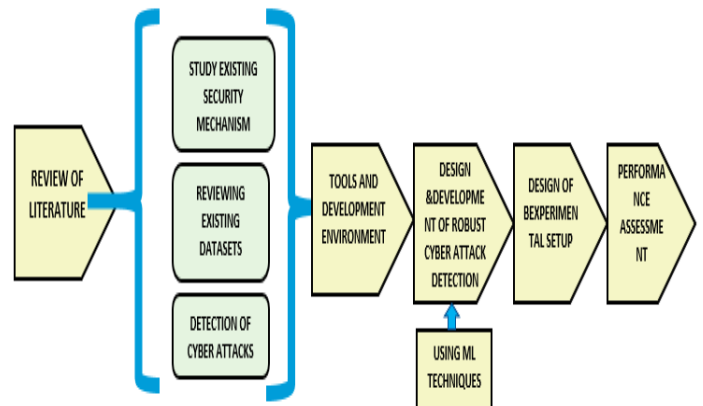 REVIEW OF
LITERATURE
STUDY EXISTING
SECURITY
MECHANISM
REVIEWING
EXISTING
DATASETS
DETECTION OF
CYBER ATTACKS
TOOLS AND
DEVELOPMENT
ENVIRONMENT
DESIGN
&DEVELOPME
NT OF ROBUST
CYBER ATTACK
DETECTION
USING ML
TECHNIQUES
DESIGN OF
BEXPERIMEN
TAL SETUP
PERFORMA
NCE
ASSESSME
NT